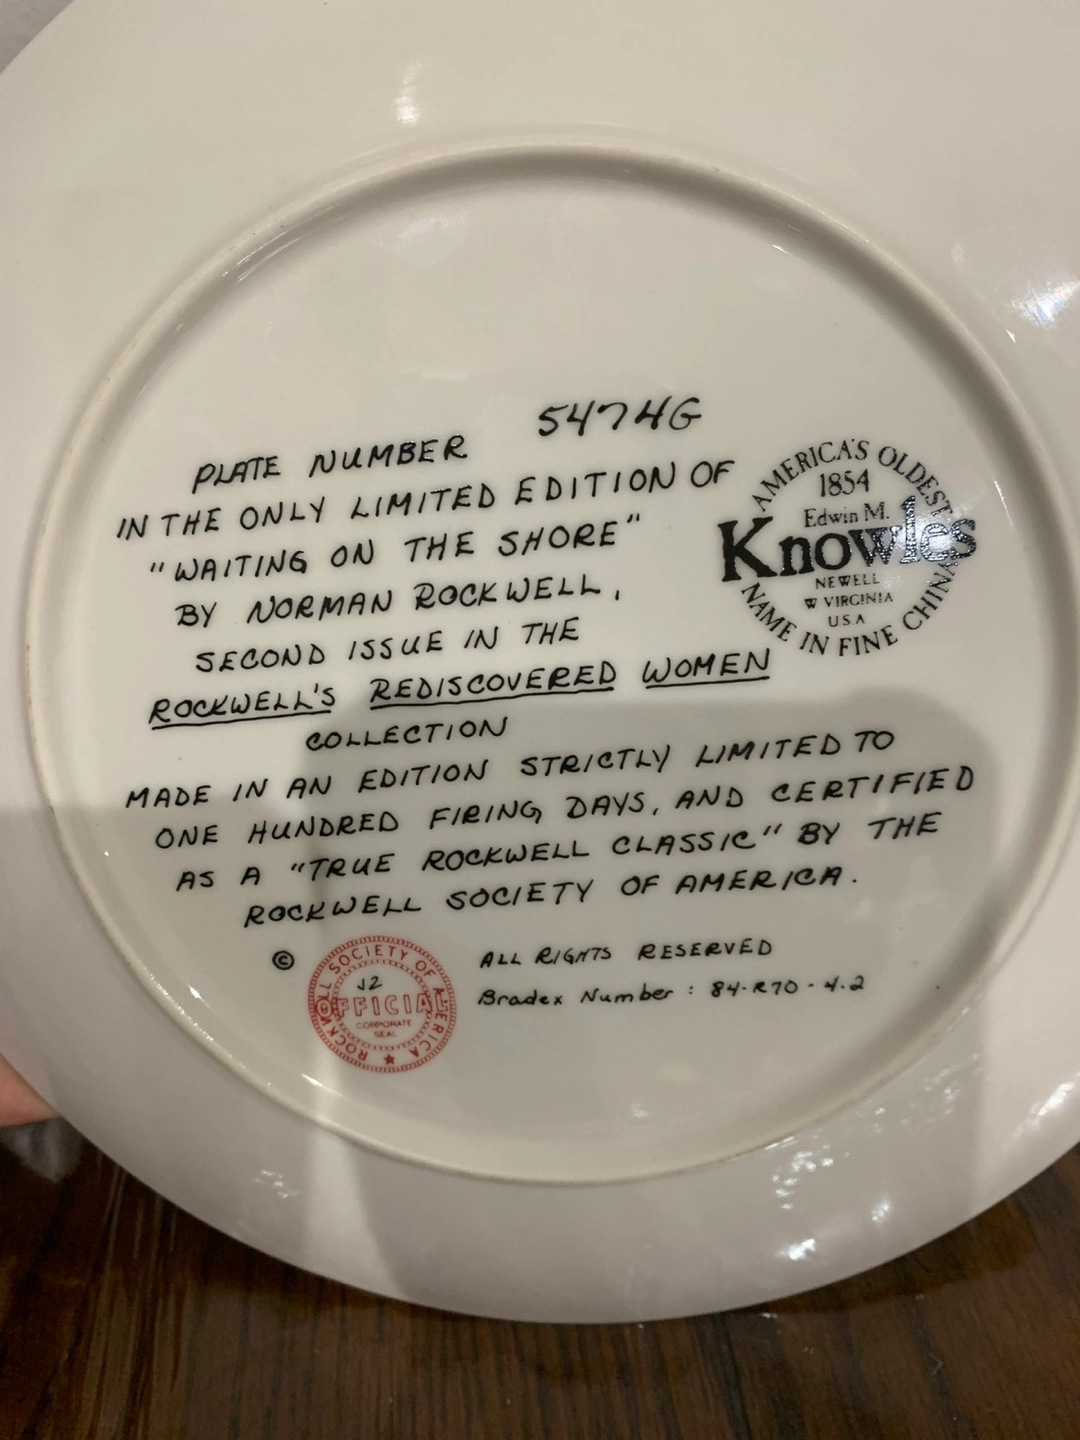 PLATE NUMBER 5474G
IN THE ONLY LIMITED EDITION OF
"WAITING ON THE SHORE"
BY NORMAN ROCKWELL,
SECOND ISSUE IN THE
ROCKWELL'S REDISCOVERED WOMEN
COLLECTION
MADE IN AN EDITION STRICTLY LIMITED TO
ONE HUNDRED FIRING DAYS, AND CERTIFIED
AS A "TRUE ROCKWELL CLASSIC" BY THE
ROCKWELL SOCIETY OF AMERICA.
AMERICA'S OLDEST
1854
Edwin M.
Knowles
NEWELL
W VIRGINIA
USA
NAME IN FINE CHINA
©
ROCKWELL SOCIETY OF AMERICA
J2
OFFICIAL
CORPORATE
SEAL
ALL RIGHTS RESERVED
Bradex Number: 84-R70-4.2